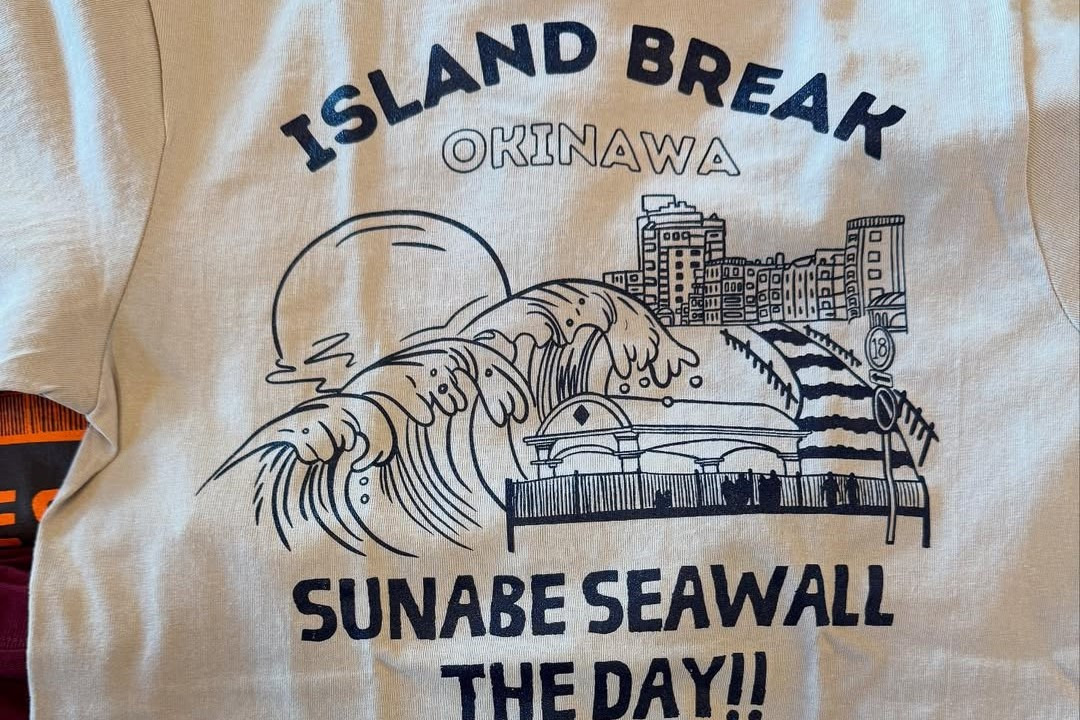 ISLAND BREAK
OKINAWA
18
SUNABE SEAWALL
THE DAY!!